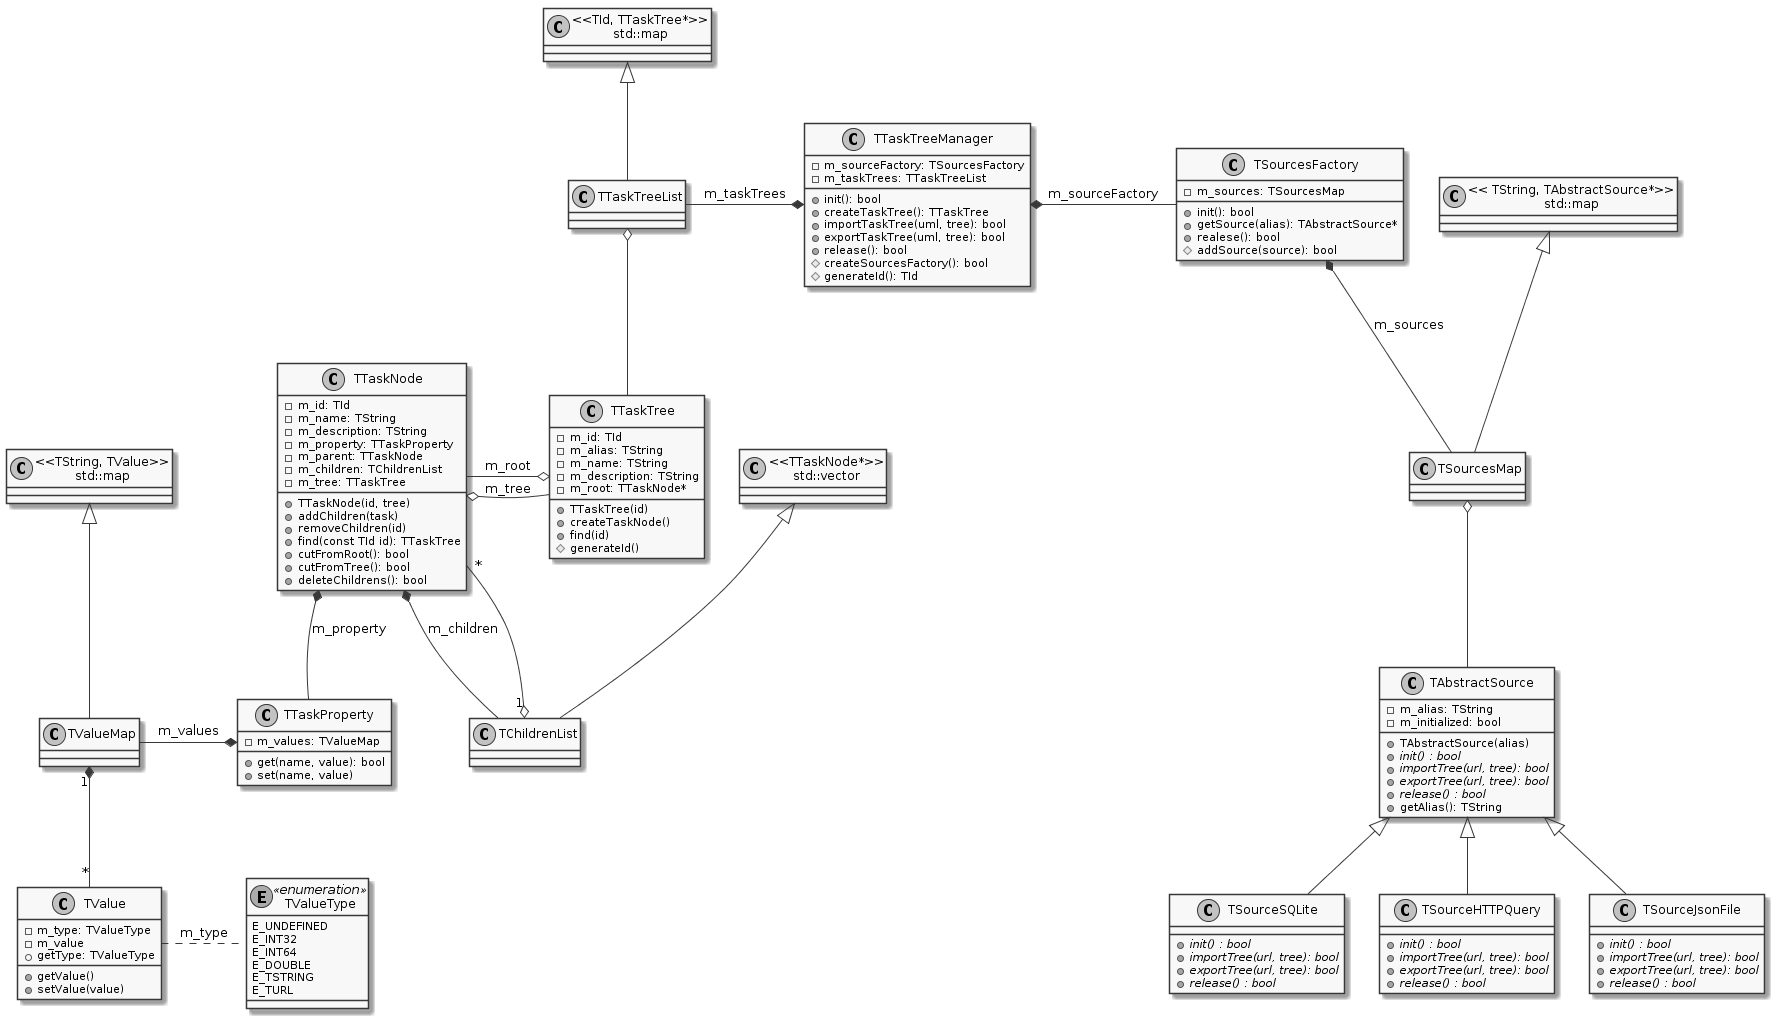 C
<<TId, TTaskTree*>>
std::map
C
TTaskTreeManager
m_sourceFactory: TSourcesFactory
m_taskTrees: TTaskTreeList
init(): bool
createTaskTree(): TTaskTree
importTaskTree(uml, tree): bool
exportTaskTree(uml, tree): bool
release(): bool
createSourcesFactory(): bool
generateId(): TId
C
TSourcesFactory
m_sources: TSourcesMap
init(): bool
getSource(alias): TAbstractSource*
realese(): bool
addSource(source): bool
C
<< TString, TAbstractSource*>>
std::map
C
TTaskTreeList
m_taskTrees
m_sourceFactory
m_sources
C
TTaskNode
m_id: TId
m_name: TString
m_description: TString
m_property: TTaskProperty
m_parent: TTaskNode
m_children: TChildrenList
m_tree: TTaskTree
TTaskNode(id, tree)
addChildren(task)
removeChildren(id)
find(const TId id): TTaskTree
cutFromRoot(): bool
cutFromTree(): bool
deleteChildrens(): bool
m_root
m_tree
C
TTaskTree
m_id: TId
m_alias: TString
m_name: TString
m_description: TString
m_root: TTaskNode*
TTaskTree(id)
createTaskNode()
find(id)
generateId()
C
<<TString, TValue>>
std::map
C
<<TTaskNode*>>
std::vector
C
TSourcesMap
*
m_property
m_children
1
C
TValueMap
m_values
C
TTaskProperty
m_values: TValueMap
get(name, value): bool
set(name, value)
C
TChildrenList
C
TAbstractSource
m_alias: TString
m_initialized: bool
TAbstractSource(alias)
init() : bool
importTree(url, tree): bool
exportTree(url, tree): bool
release() : bool
getAlias(): TString
1
*
C
TValue
m_type: TValueType
m_value
getType: TValueType
getValue()
setValue(value)
m_type
E
«enumeration»
TValueType
E_UNDEFINED
E_INT32
E_INT64
E_DOUBLE
E_TSTRING
E_TURL
C
TSourceSQLite
init() : bool
importTree(url, tree): bool
exportTree(url, tree): bool
release() : bool
C
TSourceHTTPQuery
init() : bool
importTree(url, tree): bool
exportTree(url, tree): bool
release() : bool
C
TSourceJsonFile
init() : bool
importTree(url, tree): bool
exportTree(url, tree): bool
release() : bool